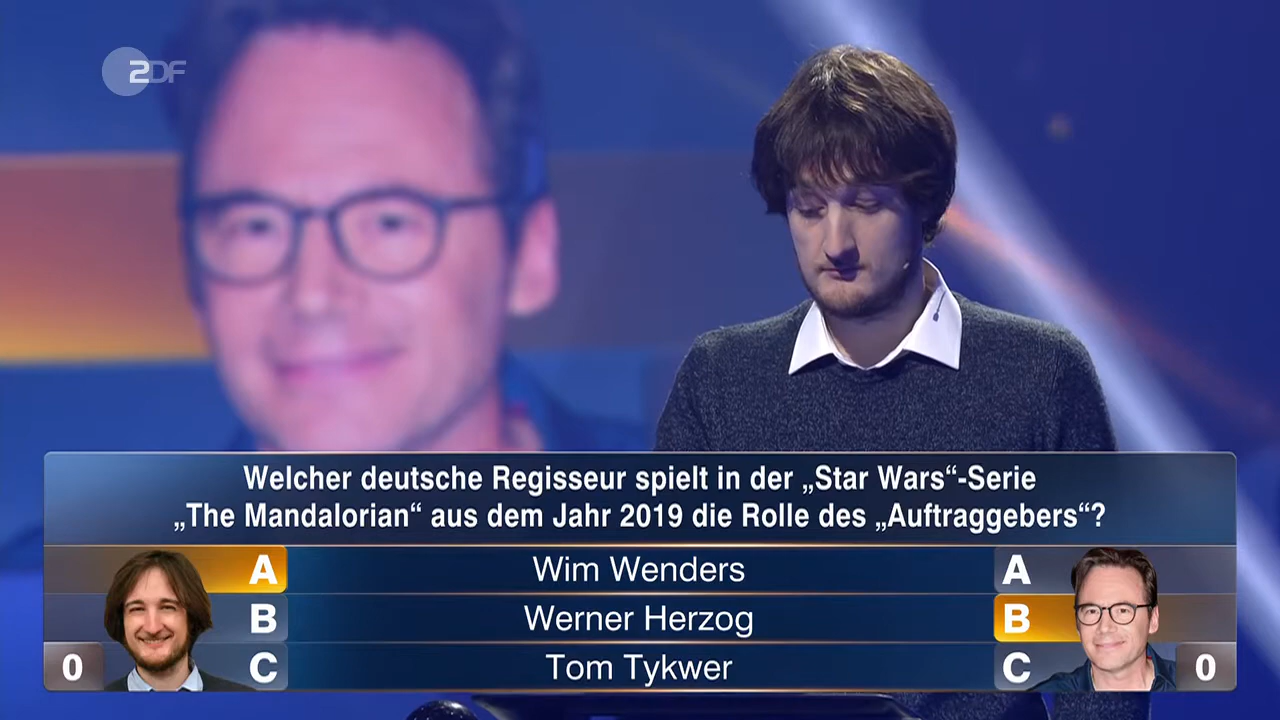 ZDF
Welcher deutsche Regisseur spielt in der „Star Wars“-Serie
„The Mandalorian“ aus dem Jahr 2019 die Rolle des „Auftraggebers“?
A Wim Wenders A
B Werner Herzog B
0 C Tom Tykwer C 0